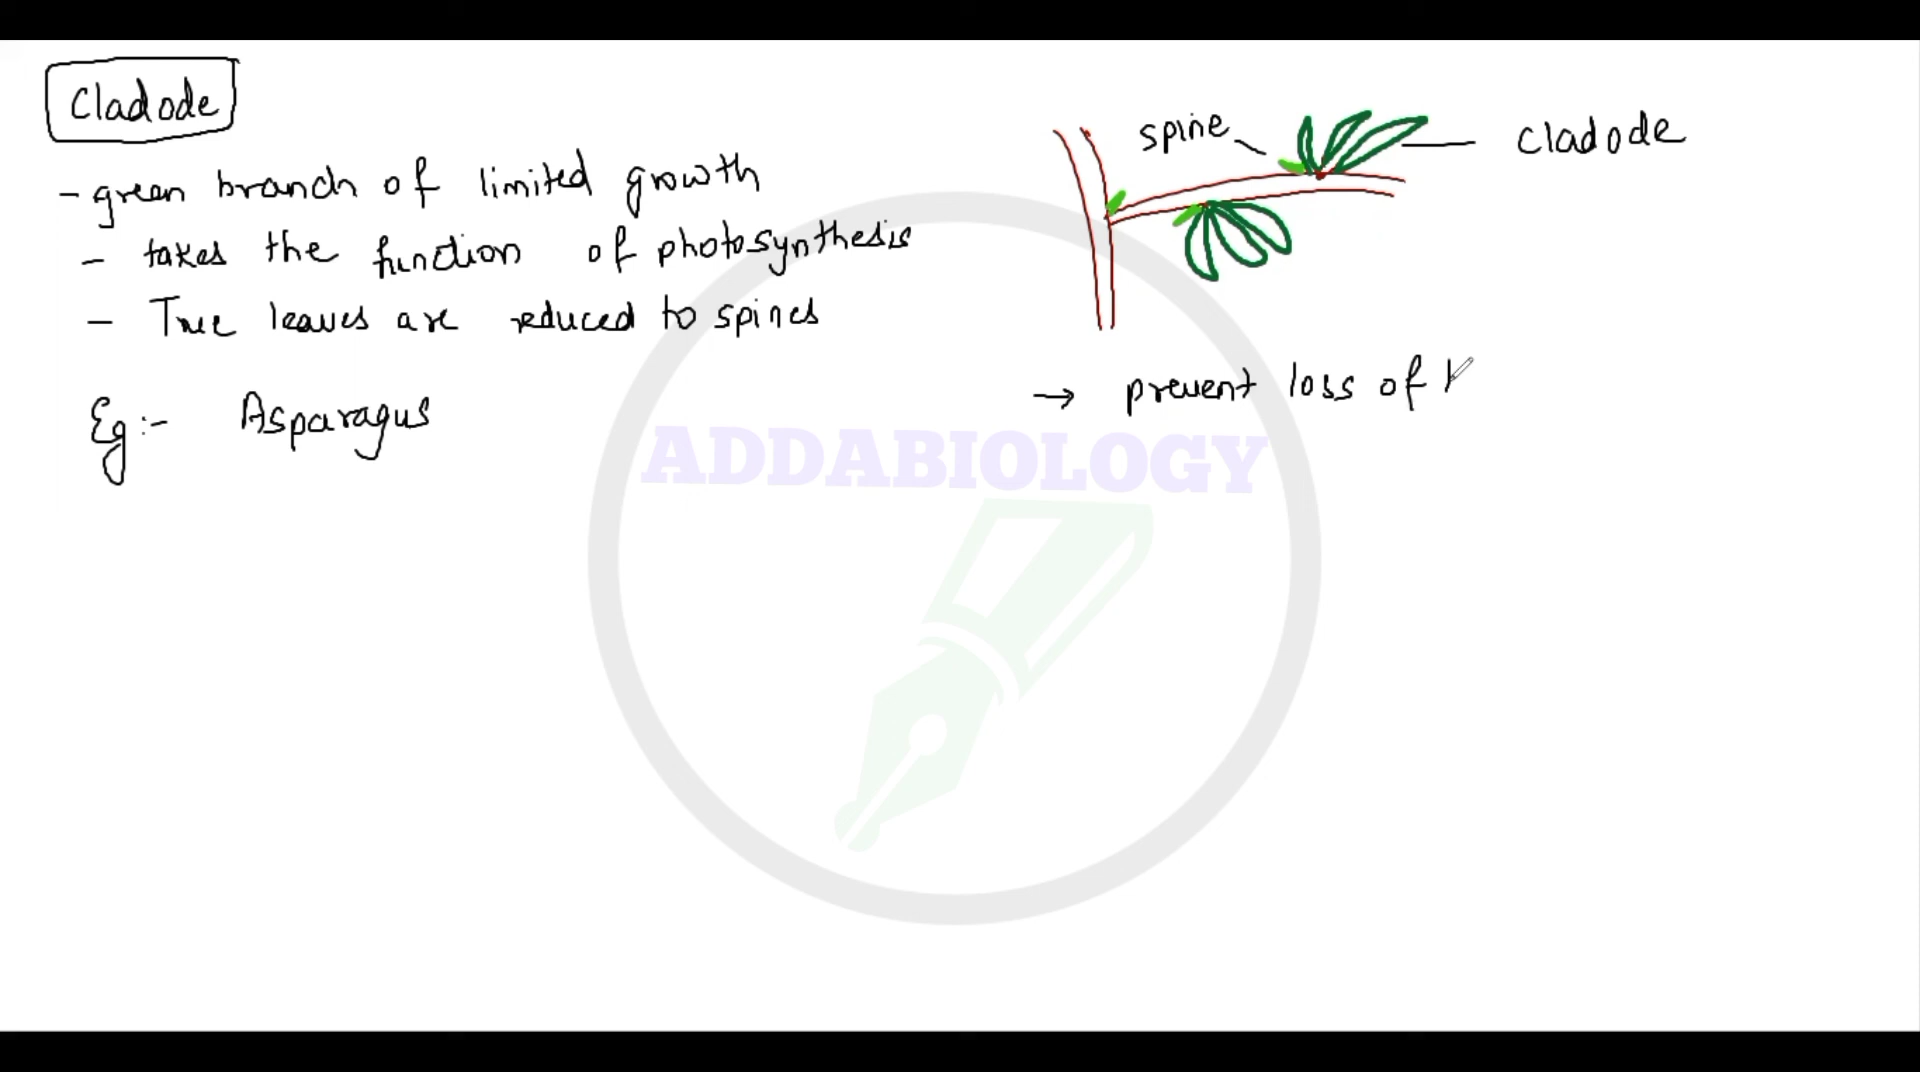 Cladode
- green branch of limited growth
- takes the function of photosynthesis
- True leaves are reduced to spines
Eg:- Asparagus
spine
Cladode
→ prevent loss of
ADDABIOLOGY